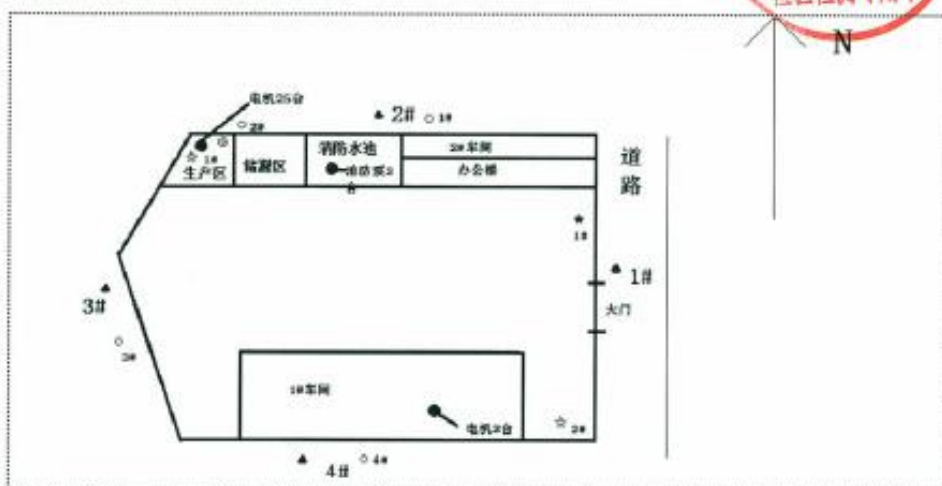 N
电机25台
▲ 2# ○ 1#
○ 2#
☆ 1#
生产区
储罐区
消防水池
消防泵2台
2#车间
办公楼
道路
★
1#
▲ 1#
大门
▲
3#
○
3#
1#车间
电机2台
☆ 2#
▲ 4# ○ 4#